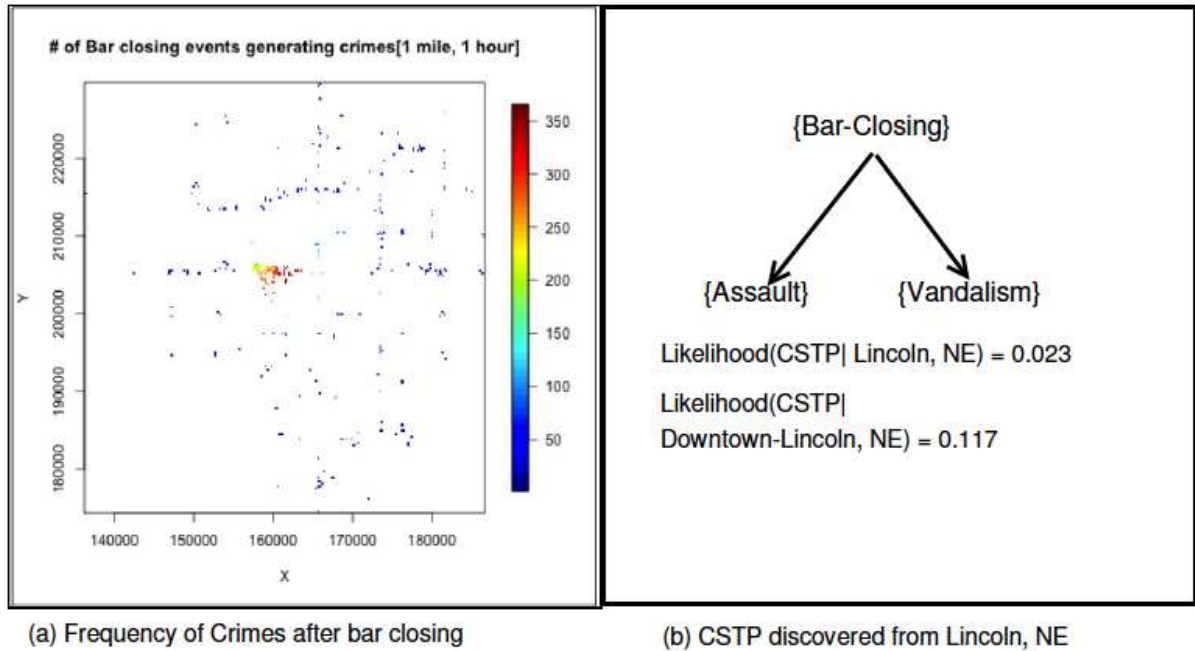 # of Bar closing events generating crimes[1 mile, 1 hour]
220000
210000
200000
190000
180000
Y
140000
150000
160000
170000
180000
X
350
300
250
200
150
100
50
(a) Frequency of Crimes after bar closing
{Bar-Closing}
{Assault}
{Vandalism}
Likelihood(CSTP| Lincoln, NE) = 0.023
Likelihood(CSTP|
Downtown-Lincoln, NE) = 0.117
(b) CSTP discovered from Lincoln, NE